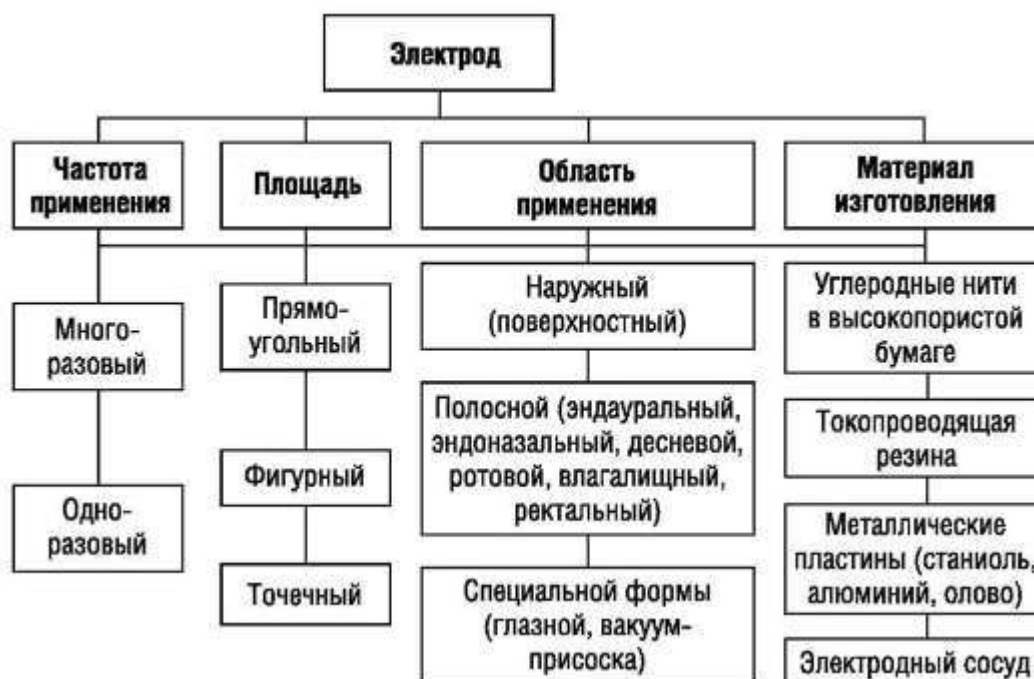 Электрод
Частота
применения
Площадь
Область
применения
Материал
изготовления
Много-
разовый
Одно-
разовый
Прямо-
угольный
Фигурный
Точечный
Наружный
(поверхностный)
Полосной (эндауральный,
эндоназальный, десневой,
ротовой, влагалищный,
ректальный)
Специальной формы
(глазной, вакуум-
присоска)
Углеродные нити
в высокопористой
бумаге
Токопроводящая
резина
Металлические
пластины (станиоль,
алюминий, олово)
Электродный сосуд